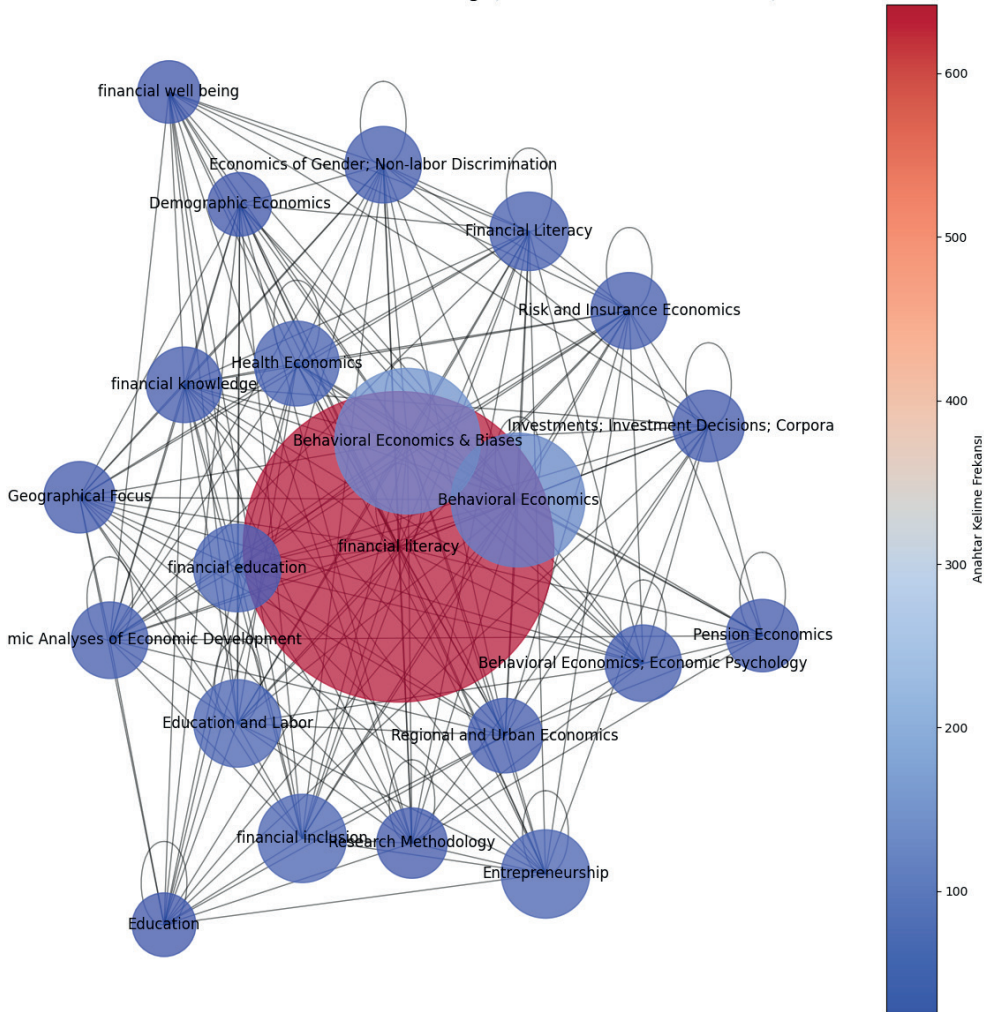 financial well being
Economics of Gender; Non-labor Discrimination
Demographic Economics
Financial Literacy
Risk and Insurance Economics
Health Economics
financial knowledge
Investments; Investment Decisions; Corpora
Behavioral Economics & Biases
Geographical Focus
Behavioral Economics
financial literacy
financial education
mic Analyses of Economic Development
Pension Economics
Behavioral Economics; Economic Psychology
Education and Labor
Regional and Urban Economics
financial inclusion
Research Methodology
Entrepreneurship
Education
600
500
400
300
200
100
Anahtar Kelime Frekansı